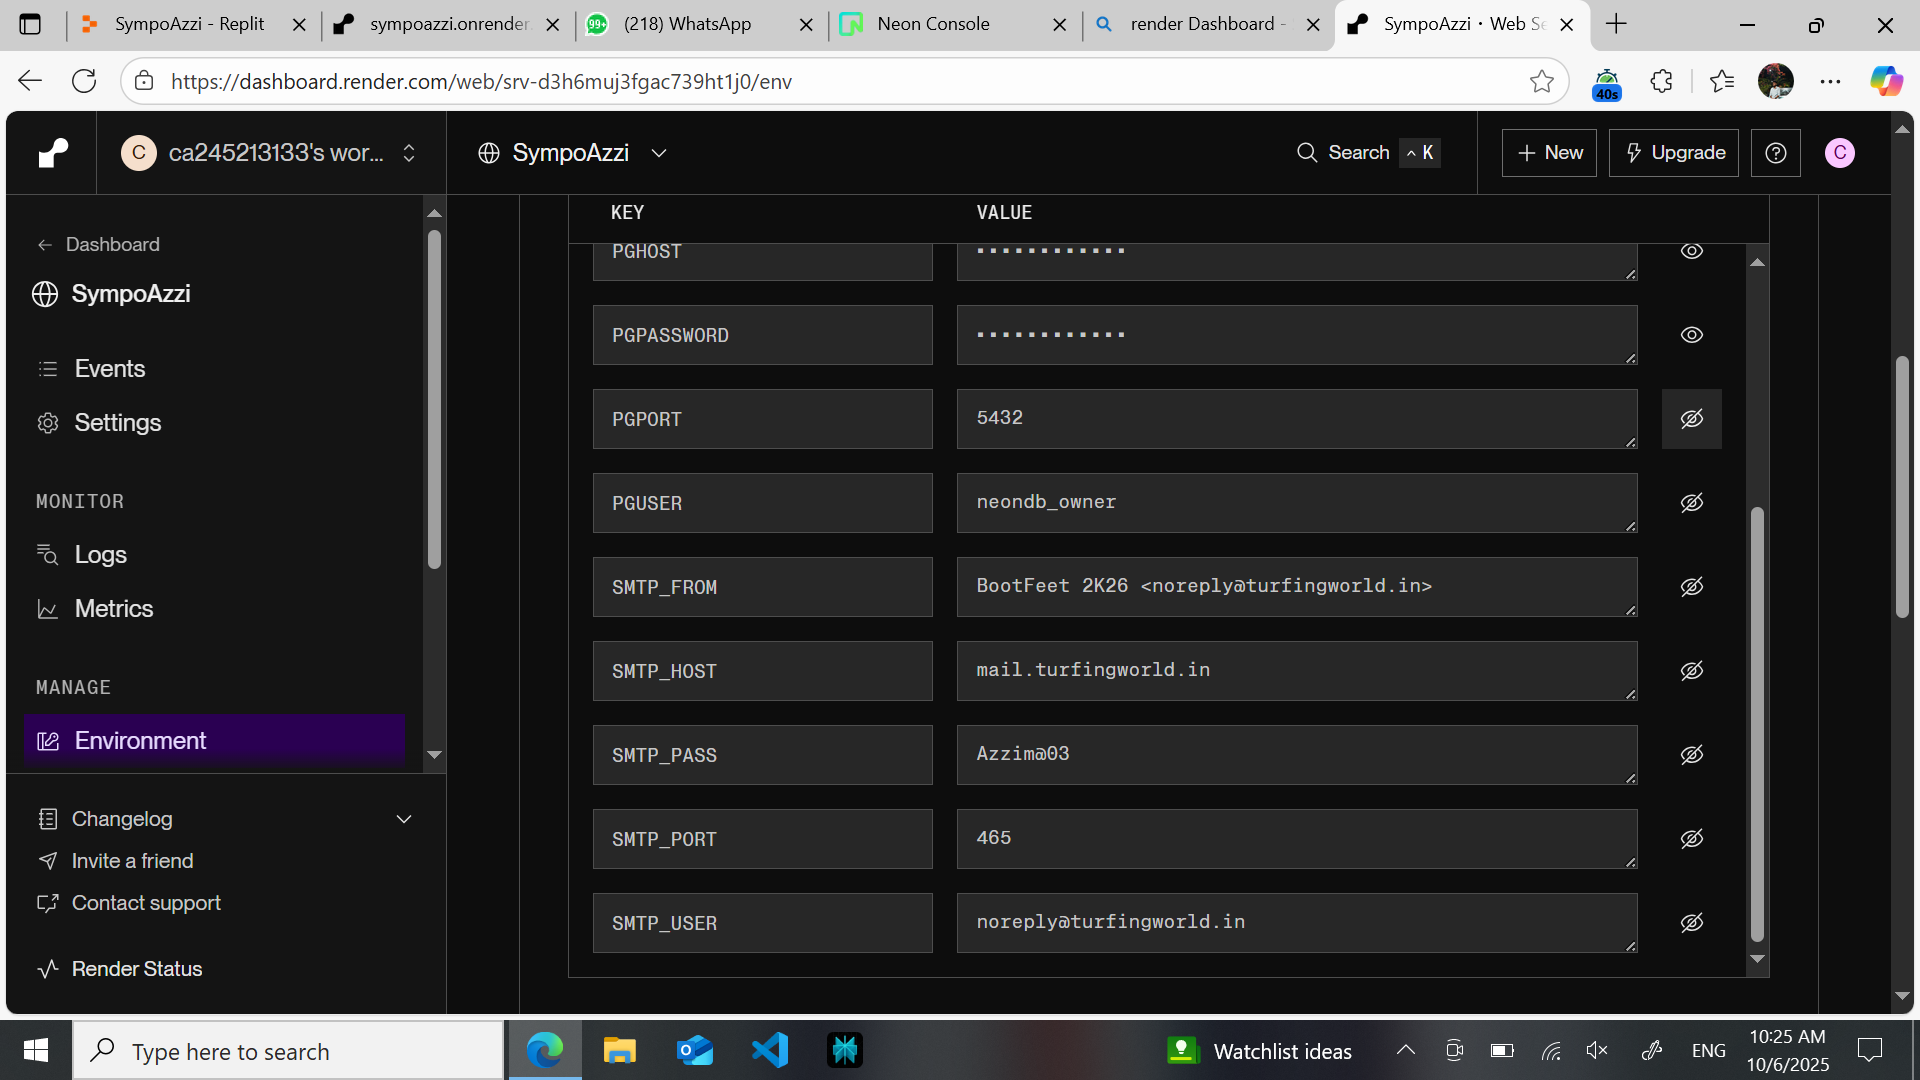 SympoAzzi - Replit
sympoazzi.onrender.
99+ (218) WhatsApp
Neon Console
render Dashboard -
SympoAzzi · Web Se
https://dashboard.render.com/web/srv-d3h6muj3fgac739ht1j0/env
40s
C ca245213133's wor...
SympoAzzi
Search K
+ New
Upgrade
C
Dashboard
SympoAzzi
Events
Settings
MONITOR
Logs
Metrics
MANAGE
Environment
Changelog
Invite a friend
Contact support
Render Status
KEY VALUE
PGHOST ············
PGPASSWORD ············
PGPORT 5432
PGUSER neondb_owner
SMTP_FROM BootFeet 2K26 <noreply@turfingworld.in>
SMTP_HOST mail.turfingworld.in
SMTP_PASS Azzim@03
SMTP_PORT 465
SMTP_USER noreply@turfingworld.in
Type here to search
Watchlist ideas
ENG
10:25 AM
10/6/2025